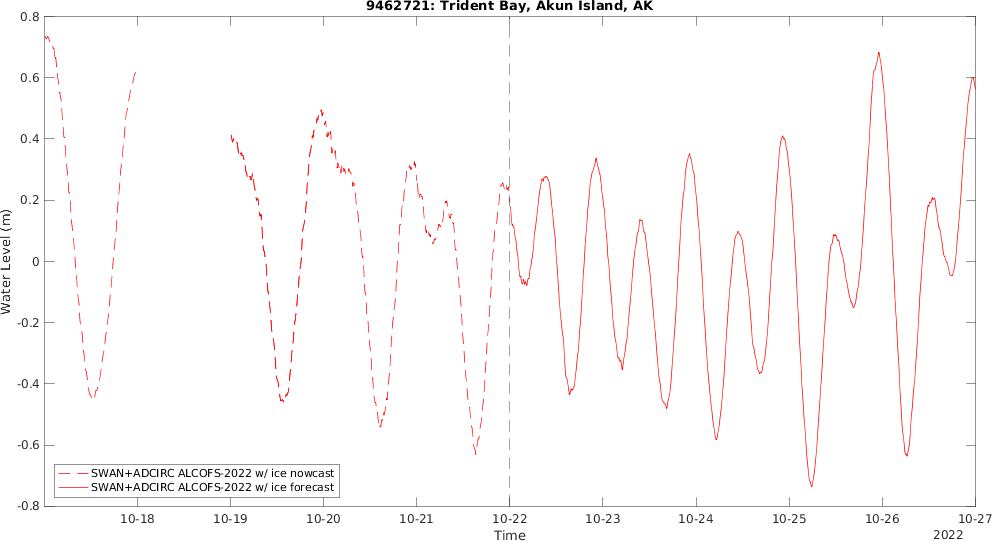 9462721: Trident Bay, Akun Island, AK
0.8
0.6
0.4
0.2
0
-0.2
-0.4
-0.6
-0.8
Water Level (m)
SWAN+ADCIRC ALCOFS-2022 w/ ice nowcast
SWAN+ADCIRC ALCOFS-2022 w/ ice forecast
10-18 10-19 10-20 10-21 10-22 10-23 10-24 10-25 10-26 10-27
Time
2022